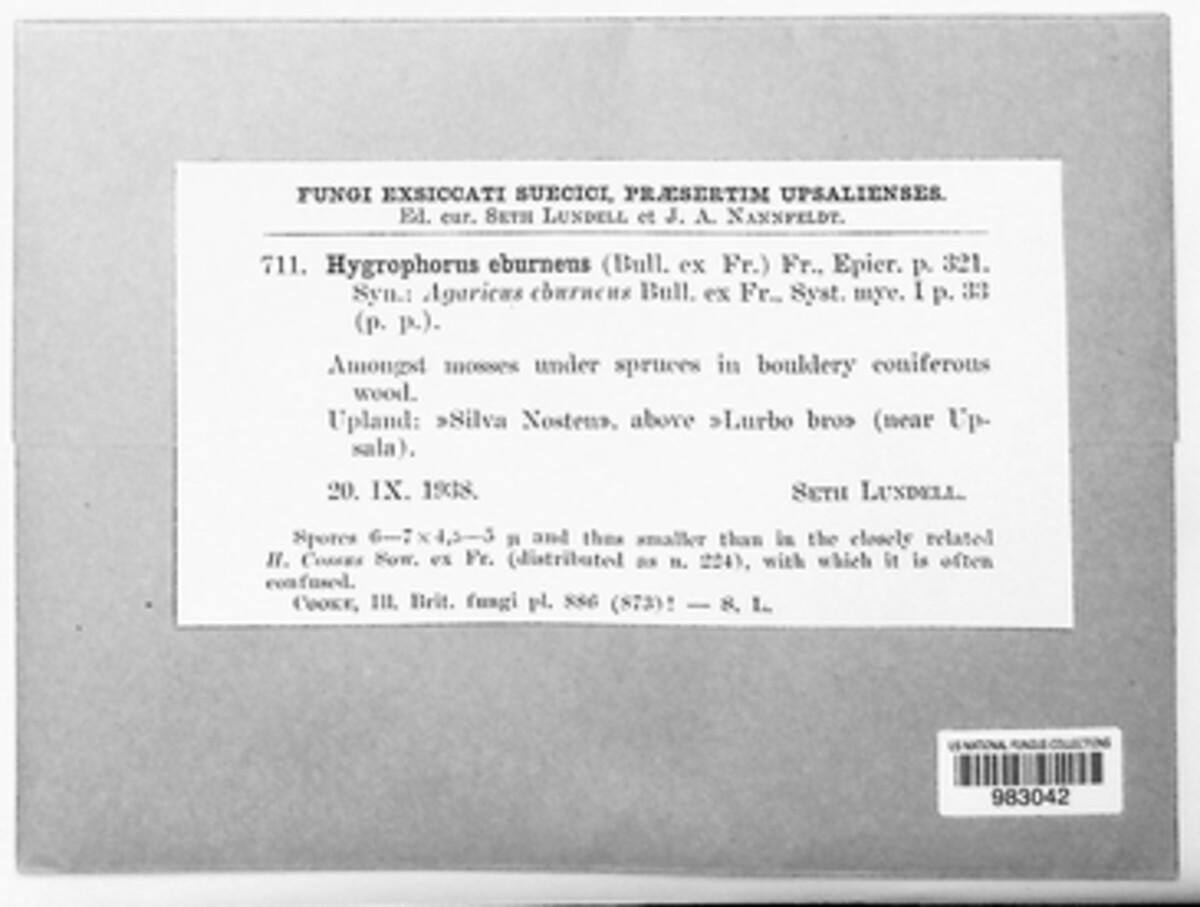 FUNGI EXSICCATI SUECICI, PRÆSERTIM UPSALIENSES.
Ed. cur. SETH LUNDELL et J. A. NANNFELDT.
711. Hygrophorus eburneus (Bull. ex Fr.) Fr., Epicr. p. 321.
Syn.: Agaricus eburneus Bull. ex Fr., Syst. myc. I p. 33
(p. p.).
Amongst mosses under spruces in bouldery coniferous
wood.
Upland: »Silva Nosten», above »Lurbo bro» (near Up-
sala).
20. IX. 1938. SETH LUNDELL.
Spores 6—7×4,5—5 µ and thus smaller than in the closely related
H. Cossus Sow. ex Fr. (distributed as n. 224), with which it is often
confused.
COOKE, Ill. Brit. fungi pl. 886 (873)! — S. L.
US NATIONAL FUNGUS COLLECTIONS
983042